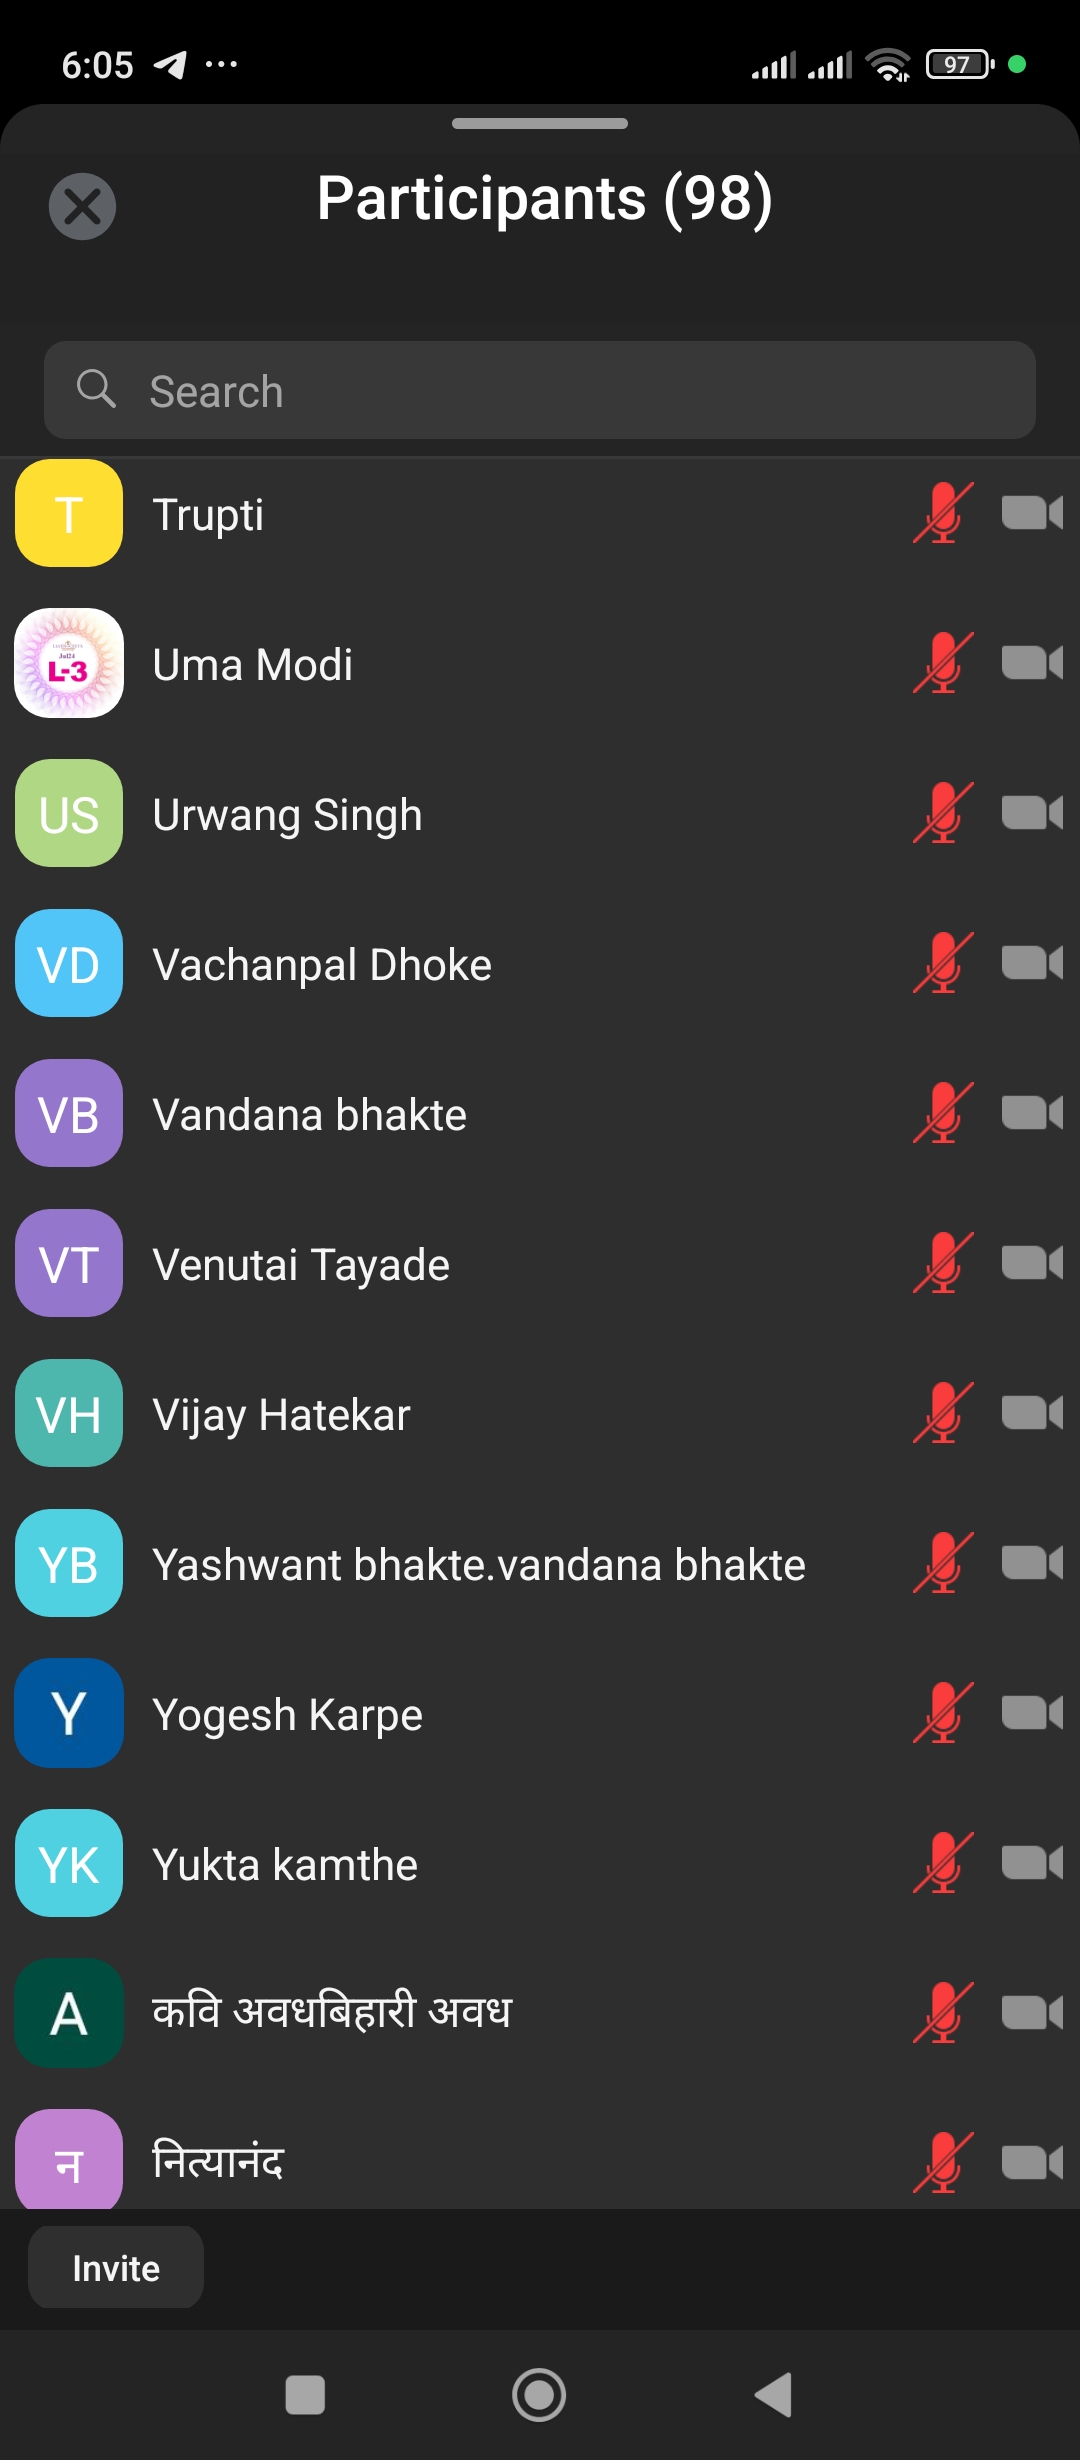 6:05
97
Participants (98)
Search
T Trupti
Jul24
L-3 Uma Modi
US Urwang Singh
VD Vachanpal Dhoke
VB Vandana bhakte
VT Venutai Tayade
VH Vijay Hatekar
YB Yashwant bhakte.vandana bhakte
Y Yogesh Karpe
YK Yukta kamthe
A कवि अवधबिहारी अवध
न नित्यानंद
Invite